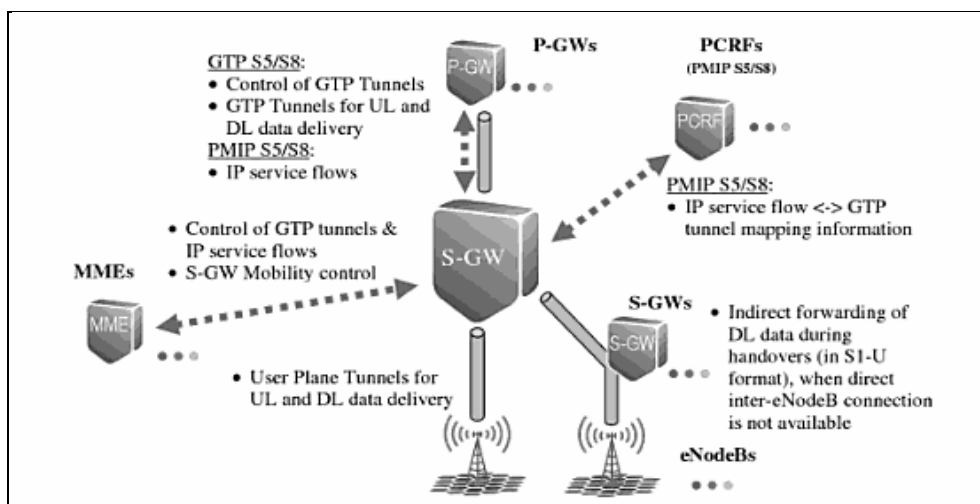 P-GWs
PCRFs
(PMIP S5/S8)
GTP S5/S8:
• Control of GTP Tunnels
• GTP Tunnels for UL and
DL data delivery
PMIP S5/S8:
• IP service flows
P-GW
PCRF
PMIP S5/S8:
• IP service flow <-> GTP
tunnel mapping information
• Control of GTP tunnels &
IP service flows
• S-GW Mobility control
S-GW
MMEs
MME
S-GWs
S-GW
• Indirect forwarding of
DL data during
handovers (in S1-U
format), when direct
inter-eNodeB connection
is not available
• User Plane Tunnels for
UL and DL data delivery
eNodeBs